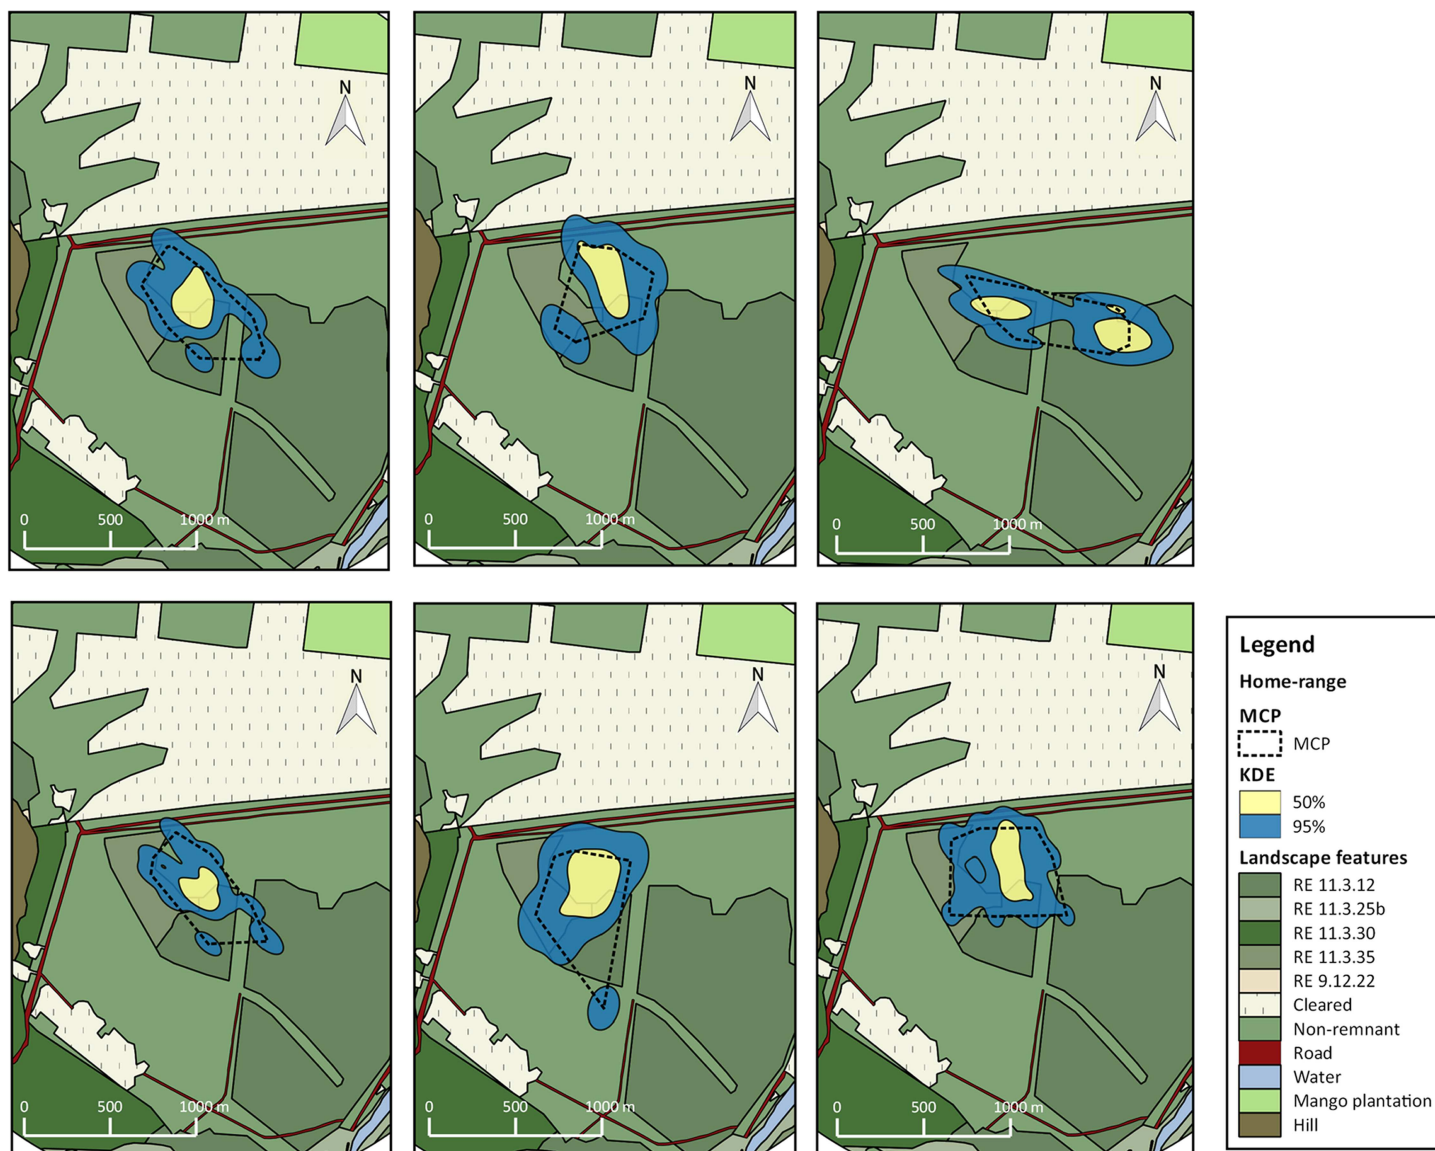 N
0 500 1000 m
N
0 500 1000 m
N
0 500 1000 m
N
0 500 1000 m
N
0 500 1000 m
N
0 500 1000 m
Legend
Home-range
MCP
MCP
KDE
50%
95%
Landscape features
RE 11.3.12
RE 11.3.25b
RE 11.3.30
RE 11.3.35
RE 9.12.22
Cleared
Non-remnant
Road
Water
Mango plantation
Hill